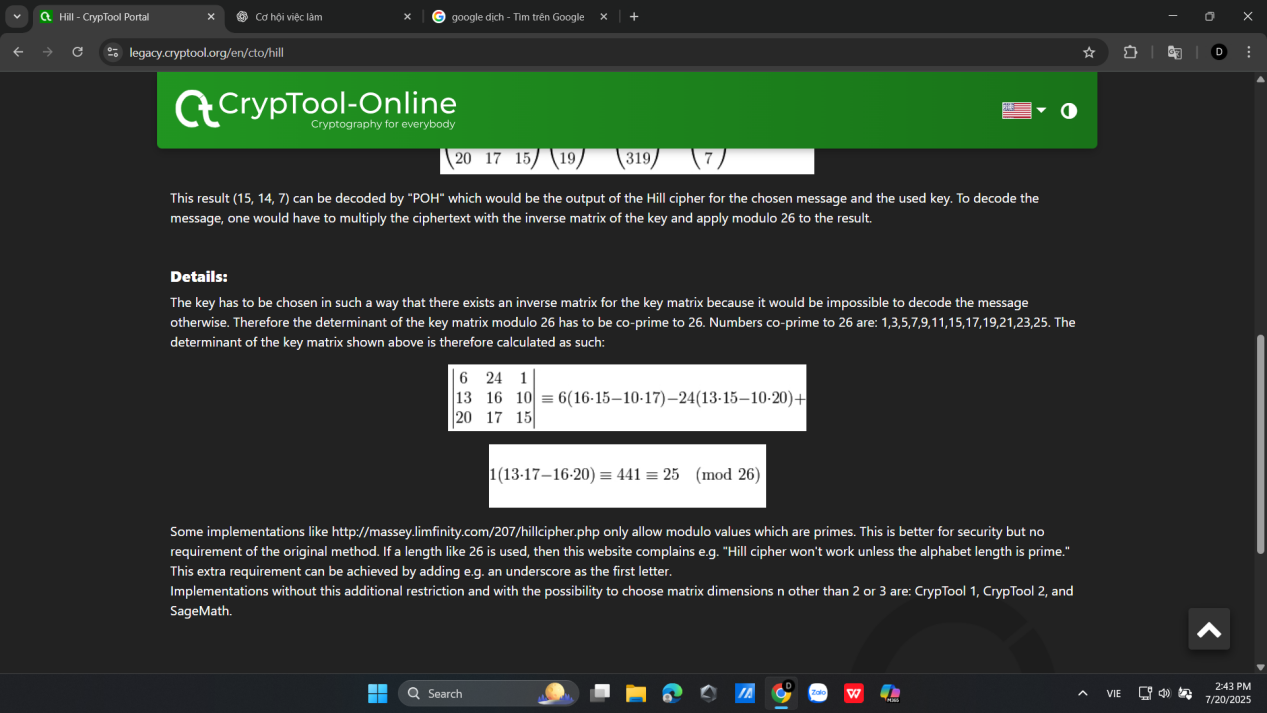 Hill - CrypTool Portal
Cơ hội việc làm
google dịch - Tìm trên Google
legacy.cryptool.org/en/cto/hill
D
CrypTool-Online
Cryptography for everybody
20 17 15 19 319 7
This result (15, 14, 7) can be decoded by "POH" which would be the output of the Hill cipher for the chosen message and the used key. To decode the
message, one would have to multiply the ciphertext with the inverse matrix of the key and apply modulo 26 to the result.
Details:
The key has to be chosen in such a way that there exists an inverse matrix for the key matrix because it would be impossible to decode the message
otherwise. Therefore the determinant of the key matrix modulo 26 has to be co-prime to 26. Numbers co-prime to 26 are: 1,3,5,7,9,11,15,17,19,21,23,25. The
determinant of the key matrix shown above is therefore calculated as such:
6 24 1
13 16 10 ≡ 6(16·15−10·17)−24(13·15−10·20)+
20 17 15
1(13·17−16·20) ≡ 441 ≡ 25 (mod 26)
Some implementations like http://massey.limfinity.com/207/hillcipher.php only allow modulo values which are primes. This is better for security but no
requirement of the original method. If a length like 26 is used, then this website complains e.g. "Hill cipher won't work unless the alphabet length is prime."
This extra requirement can be achieved by adding e.g. an underscore as the first letter.
Implementations without this additional restriction and with the possibility to choose matrix dimensions n other than 2 or 3 are: CrypTool 1, CrypTool 2, and
SageMath.
Search
D
Zalo
W
M365
VIE
2:43 PM
7/20/2025